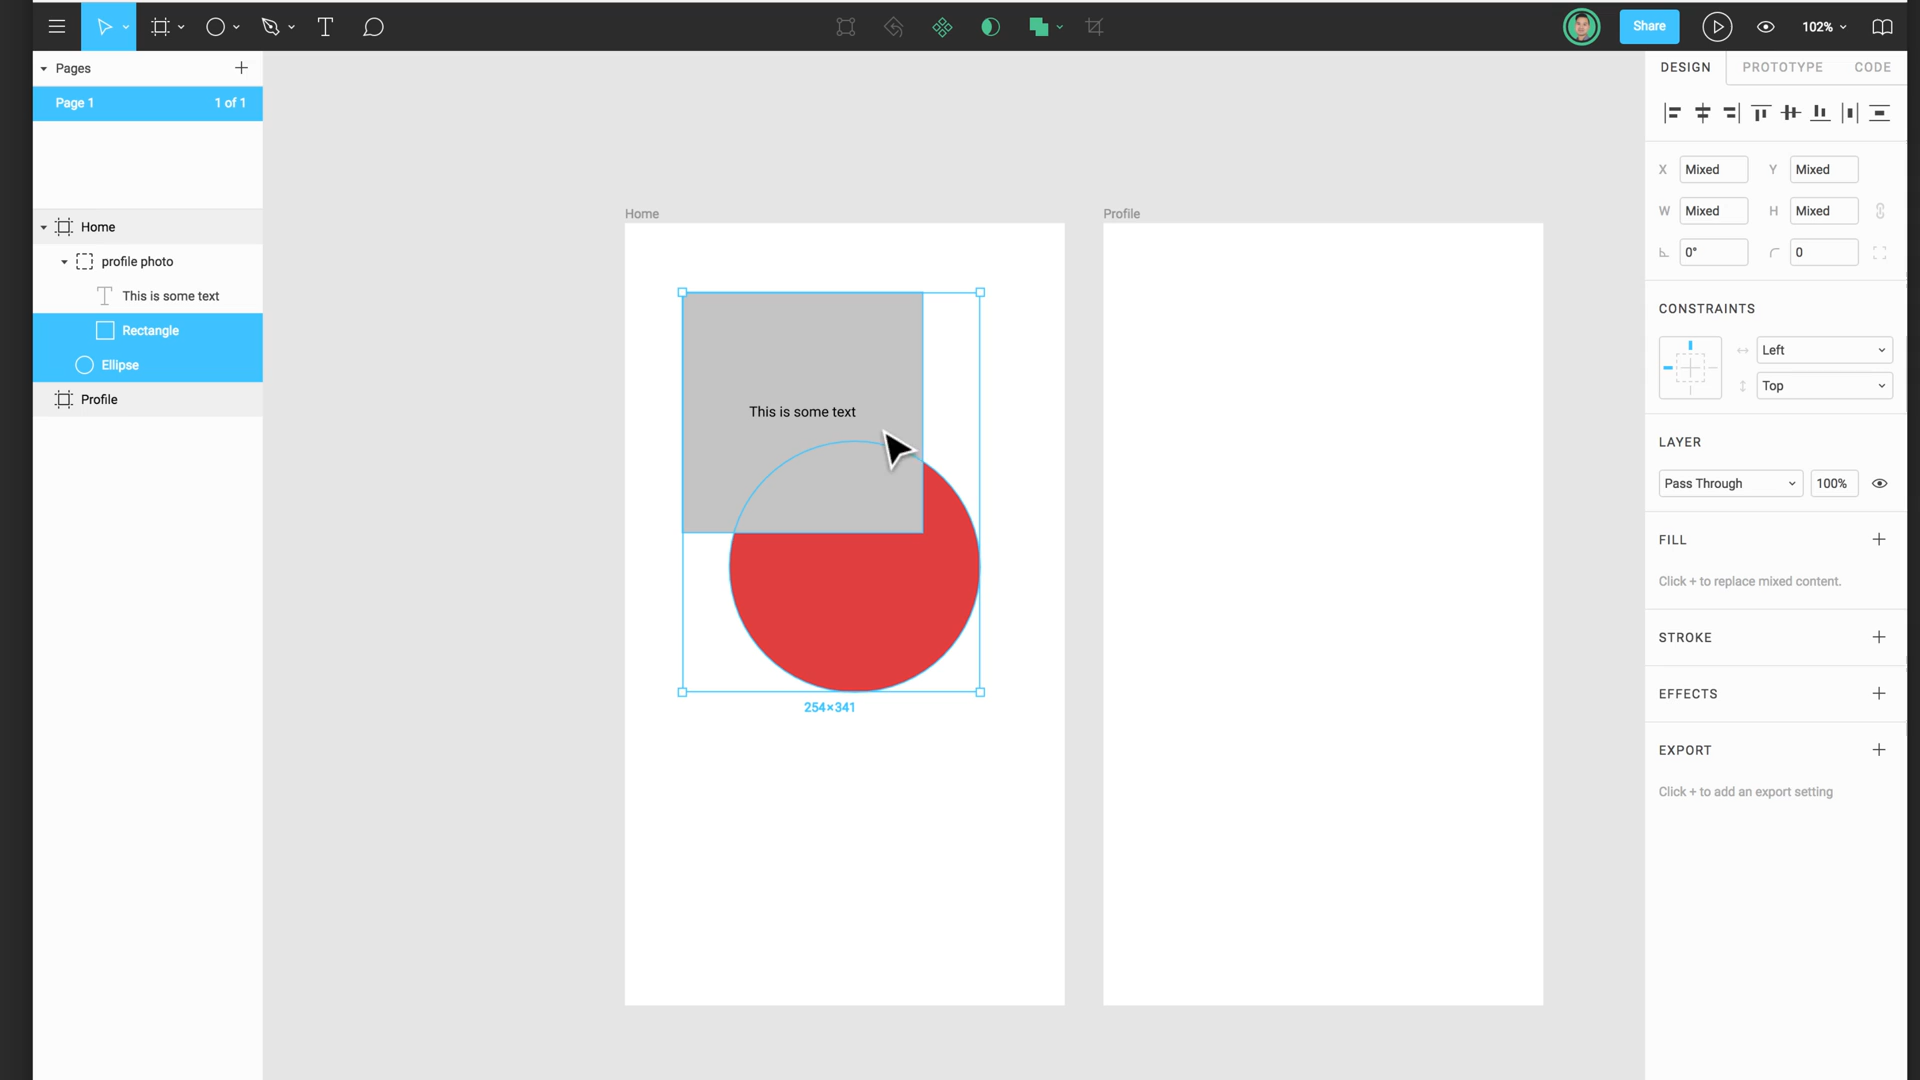 Share
102%
Pages
Page 1 1 of 1
Home
profile photo
This is some text
Rectangle
Ellipse
Profile
Home
Profile
This is some text
254×341
DESIGN PROTOTYPE CODE
X Mixed Y Mixed
W Mixed H Mixed
0° 0
CONSTRAINTS
Left
Top
LAYER
Pass Through 100%
FILL
Click + to replace mixed content.
STROKE
EFFECTS
EXPORT
Click + to add an export setting